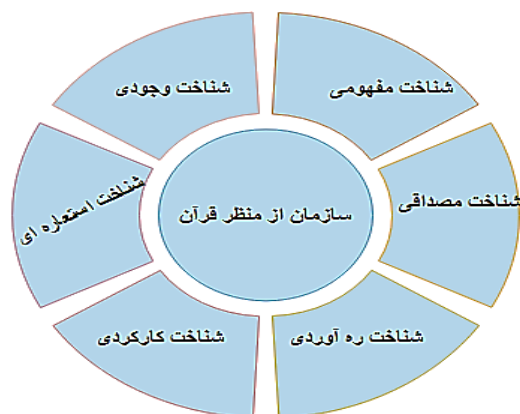 شناخت مفهومی
شناخت وجودی
شناخت مصداقی
شناخت استعاره ای
سازمان از منظر قرآن
شناخت ره آوردی
شناخت کارکردی